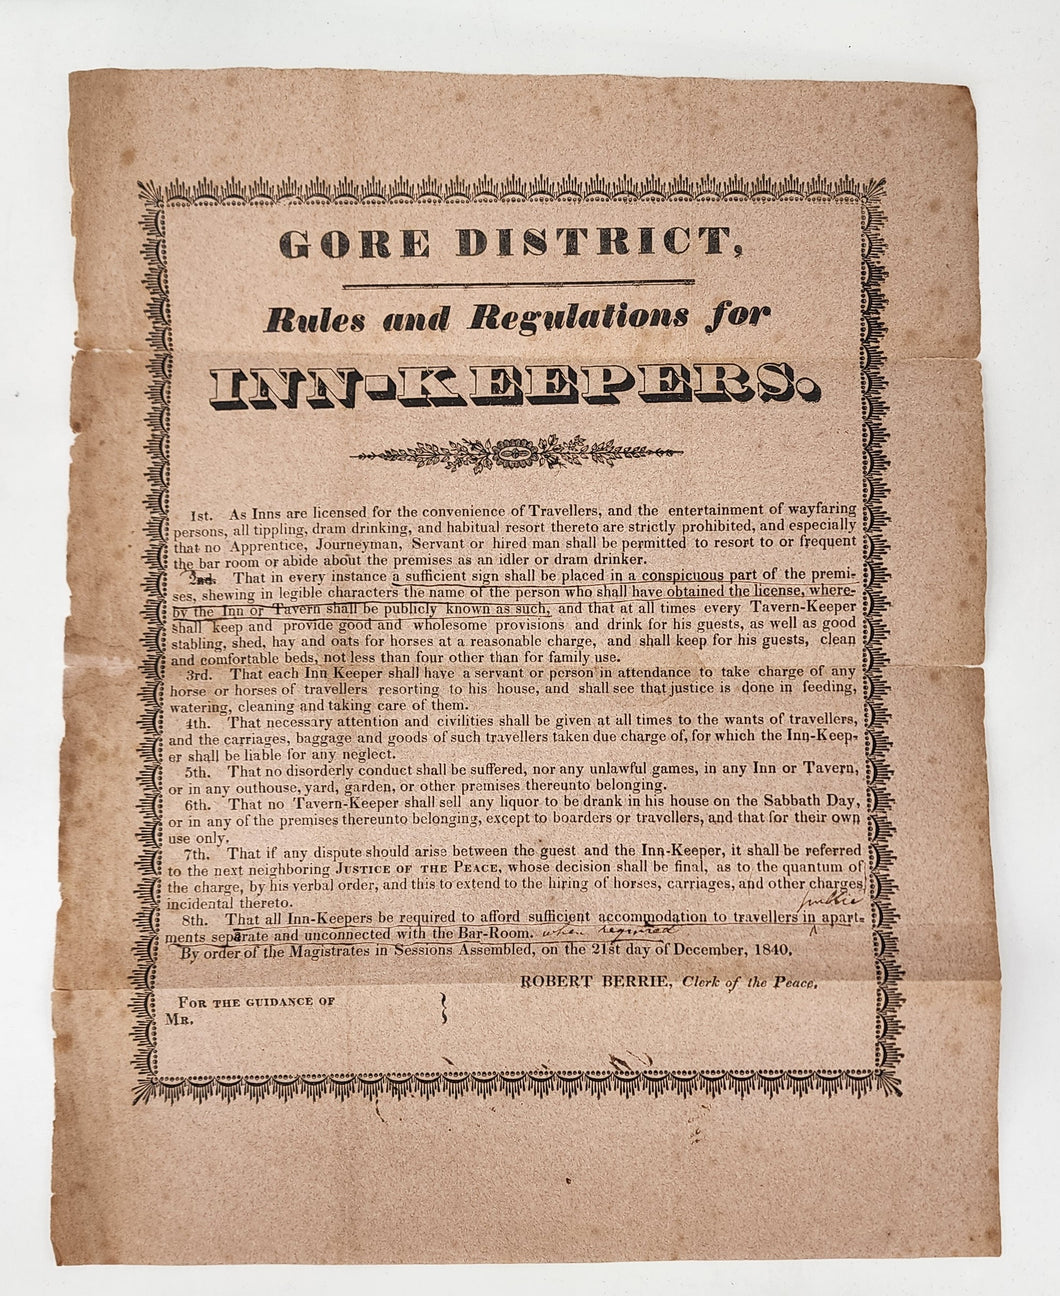 GORE DISTRICT,
Rules and Regulations for
INN-KEEPERS.
1st. As Inns are licensed for the convenience of Travellers, and the entertainment of wayfaring
persons, all tippling, dram drinking, and habitual resort thereto are strictly prohibited, and especially
that no Apprentice, Journeyman, Servant or hired man shall be permitted to resort to or frequent
the bar room or abide about the premises as an idler or dram drinker.
2nd. That in every instance a sufficient sign shall be placed in a conspicuous part of the premi-
ses, shewing in legible characters the name of the person who shall have obtained the license, where-
by the Inn or Tavern shall be publicly known as such, and that at all times every Tavern-Keeper
shall keep and provide good and wholesome provisions and drink for his guests, as well as good
stabling, shed, hay and oats for horses at a reasonable charge, and shall keep for his guests, clean
and comfortable beds, not less than four other than for family use.
3rd. That each Inn Keeper shall have a servant or person in attendance to take charge of any
horse or horses of travellers resorting to his house, and shall see that justice is done in feeding,
watering, cleaning and taking care of them.
4th. That necessary attention and civilities shall be given at all times to the wants of travellers,
and the carriages, baggage and goods of such travellers taken due charge of, for which the Inn-Keep-
er shall be liable for any neglect.
5th. That no disorderly conduct shall be suffered, nor any unlawful games, in any Inn or Tavern,
or in any outhouse, yard, garden, or other premises thereunto belonging.
6th. That no Tavern-Keeper shall sell any liquor to be drank in his house on the Sabbath Day,
or in any of the premises thereunto belonging, except to boarders or travellers, and that for their own
use only.
7th. That if any dispute should arise between the guest and the Inn-Keeper, it shall be referred
to the next neighboring JUSTICE OF THE PEACE, whose decision shall be final, as to the quantum of
the charge, by his verbal order, and this to extend to the hiring of horses, carriages, and other charges,
incidental thereto.
public
8th. That all Inn-Keepers be required to afford sufficient accomodation to travellers in apart-
ments separate and unconnected with the Bar-Room. when required
By order of the Magistrates in Sessions Assembled, on the 21st day of December, 1840.
ROBERT BERRIE, Clerk of the Peace.
FOR THE GUIDANCE OF
MR.